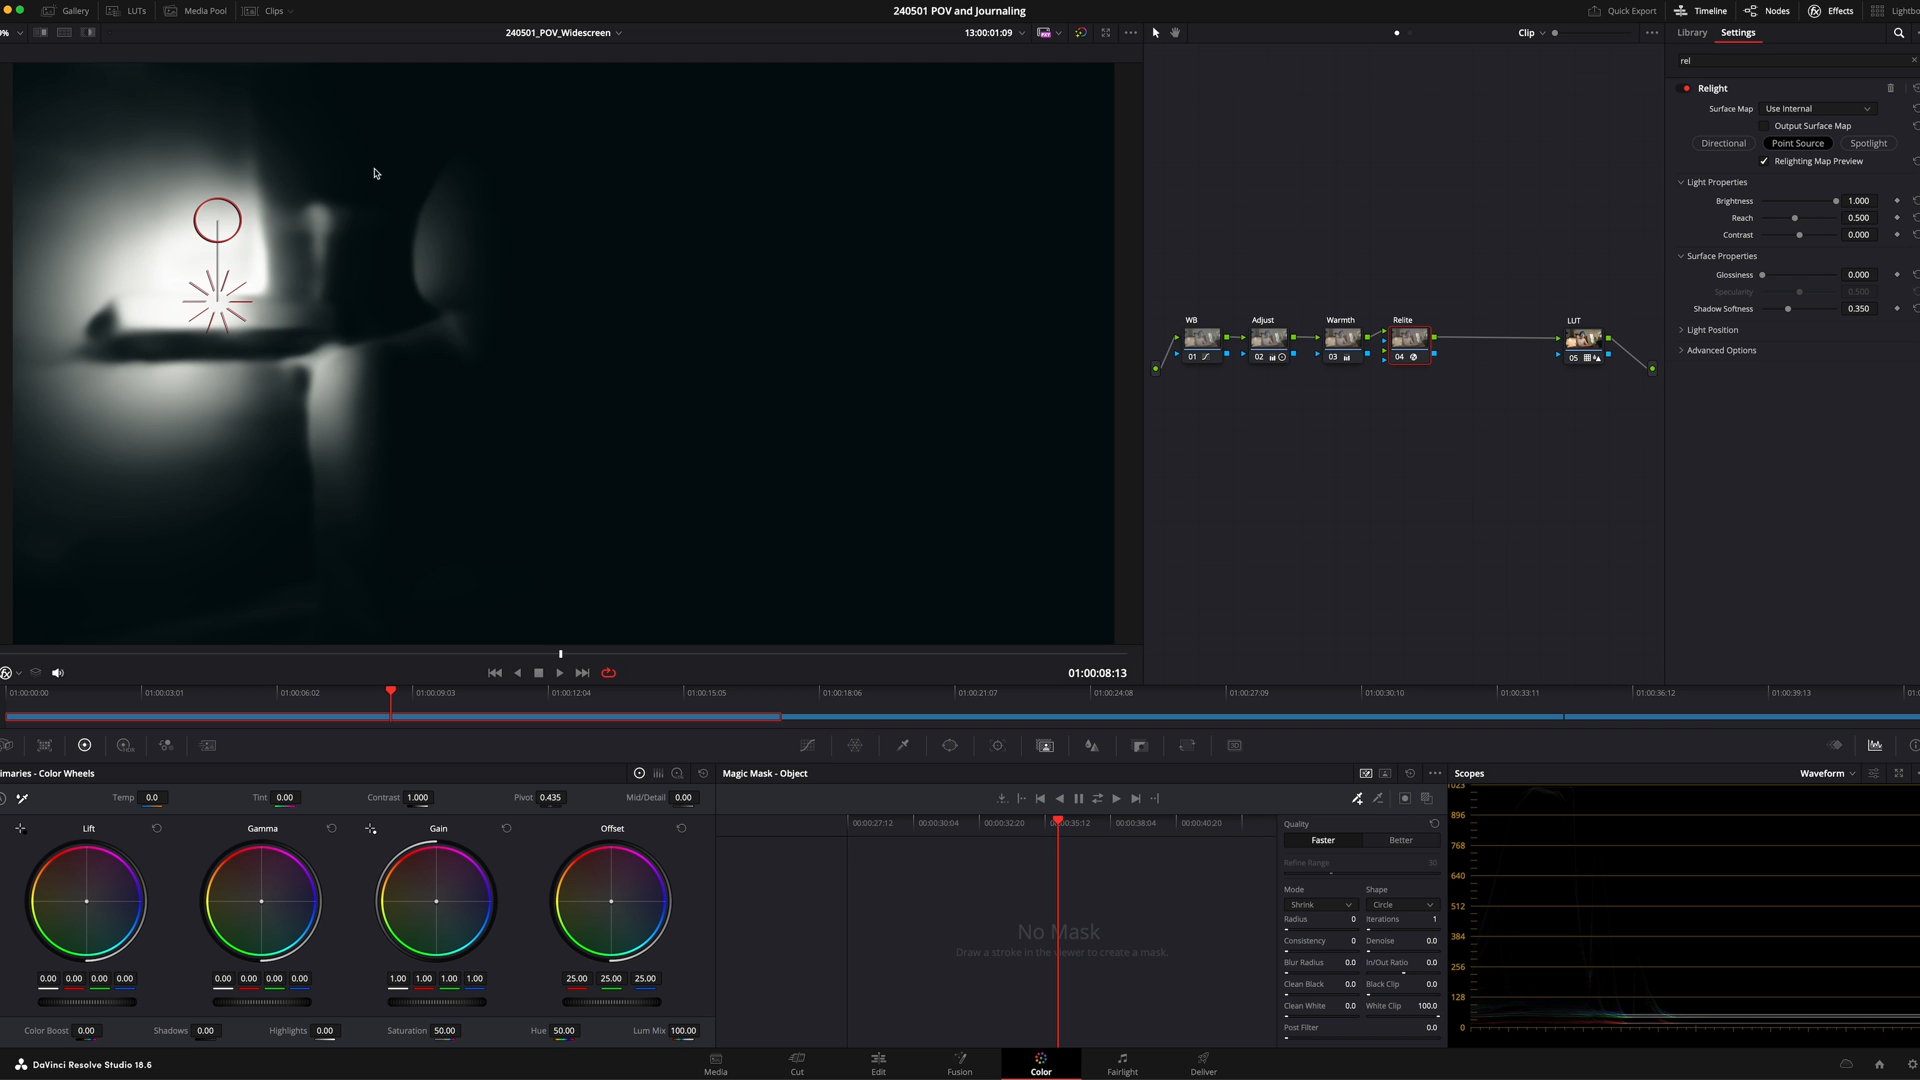 Gallery LUTs Media Pool Clips 240501 POV and Journaling Quick Export Timeline Nodes Effects Lightbo
0% 240501_POV_Widescreen 13:00:01:09 Clip Library Settings
rel
Relight
Surface Map Use Internal
Output Surface Map
Directional Point Source Spotlight
Relighting Map Preview
Light Properties
Brightness 1.000
Reach 0.500
Contrast 0.000
Surface Properties
Glossiness 0.000
Specularity 0.500
Shadow Softness 0.350
Light Position
Advanced Options
WB Adjust Warmth Relite LUT
01 02 03 04 05
01:00:08:13
01:00:00:00 01:00:03:01 01:00:06:02 01:00:09:03 01:00:12:04 01:00:15:05 01:00:18:06 01:00:21:07 01:00:24:08 01:00:27:09 01:00:30:10 01:00:33:11 01:00:36:12 01:00:39:13
3D
imaries - Color Wheels Magic Mask - Object Scopes Waveform
Temp 0.0 Tint 0.00 Contrast 1.000 Pivot 0.435 Mid/Detail 0.00
Lift Gamma Gain Offset
0.00 0.00 0.00 0.00 0.00 0.00 0.00 0.00 1.00 1.00 1.00 1.00 25.00 25.00 25.00
Color Boost 0.00 Shadows 0.00 Highlights 0.00 Saturation 50.00 Hue 50.00 Lum Mix 100.00
00:00:27:12 00:00:30:04 00:00:32:20 00:00:35:12 00:00:38:04 00:00:40:20
No Mask
Draw a stroke in the viewer to create a mask.
Quality
Faster Better
Refine Range 30
Mode Shape
Shrink Circle
Radius 0 Iterations 1
Consistency 0 Denoise 0.0
Blur Radius 0.0 In/Out Ratio 0.0
Clean Black 0.0 Black Clip 0.0
Clean White 0.0 White Clip 100.0
Post Filter 0.0
1023
896
768
640
512
384
256
128
0
DaVinci Resolve Studio 18.6 Media Cut Edit Fusion Color Fairlight Deliver